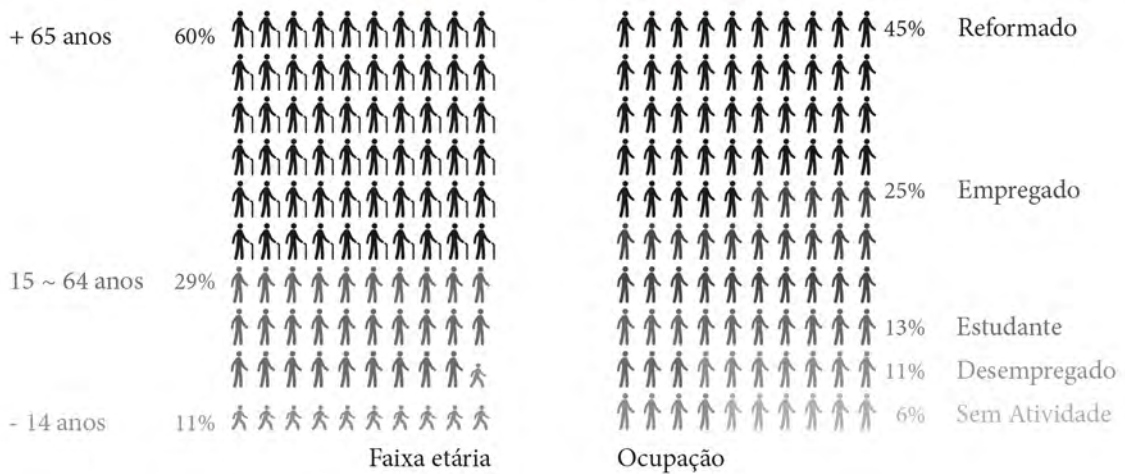 + 65 anos 60%
15 ~ 64 anos 29%
- 14 anos 11%
Faixa etária
45% Reformado
25% Empregado
13% Estudante
11% Desempregado
6% Sem Atividade
Ocupação